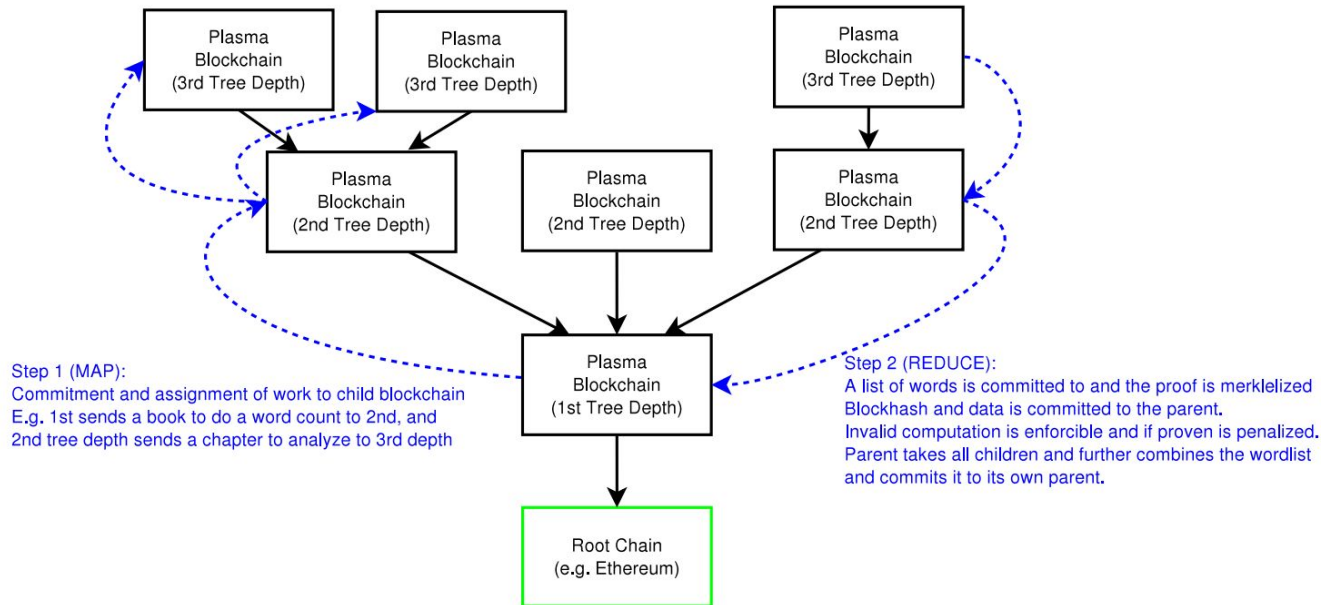 Plasma
Blockchain
(3rd Tree Depth)
Plasma
Blockchain
(3rd Tree Depth)
Plasma
Blockchain
(3rd Tree Depth)
Plasma
Blockchain
(2nd Tree Depth)
Plasma
Blockchain
(2nd Tree Depth)
Plasma
Blockchain
(2nd Tree Depth)
Plasma
Blockchain
(1st Tree Depth)
Step 1 (MAP):
Commitment and assignment of work to child blockchain
E.g. 1st sends a book to do a word count to 2nd, and
2nd tree depth sends a chapter to analyze to 3rd depth
Step 2 (REDUCE):
A list of words is committed to and the proof is merklelized
Blockhash and data is committed to the parent.
Invalid computation is enforcible and if proven is penalized.
Parent takes all children and further combines the wordlist
and commits it to its own parent.
Root Chain
(e.g. Ethereum)